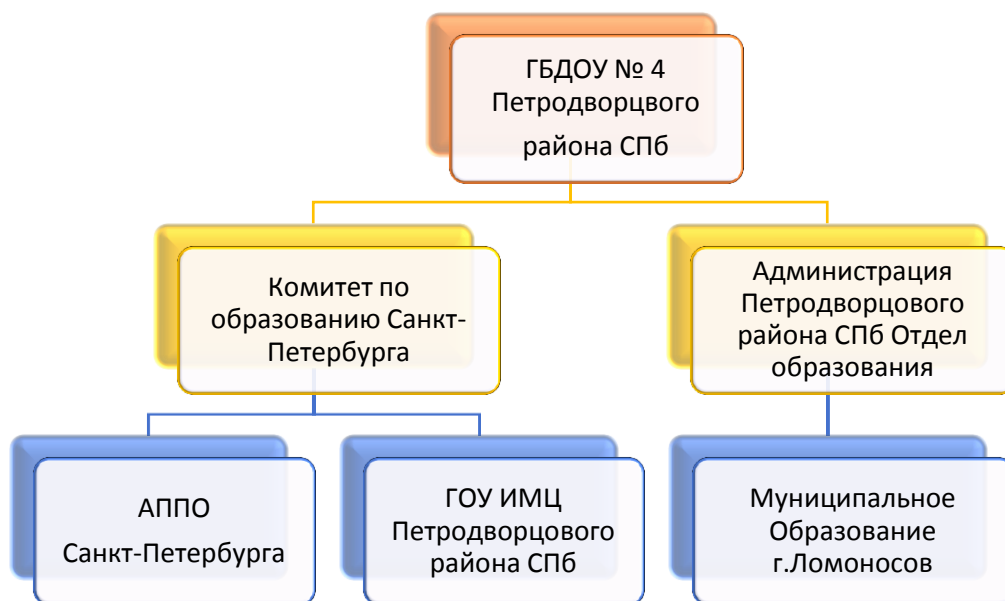 ГБДОУ № 4
Петродворцвого
района СПб
Комитет по
образованию Санкт-
Петербурга
Администрация
Петродворцового
района СПб Отдел
образования
АППО
Санкт-Петербурга
ГОУ ИМЦ
Петродворцового
района СПб
Муниципальное
Образование
г.Ломоносов